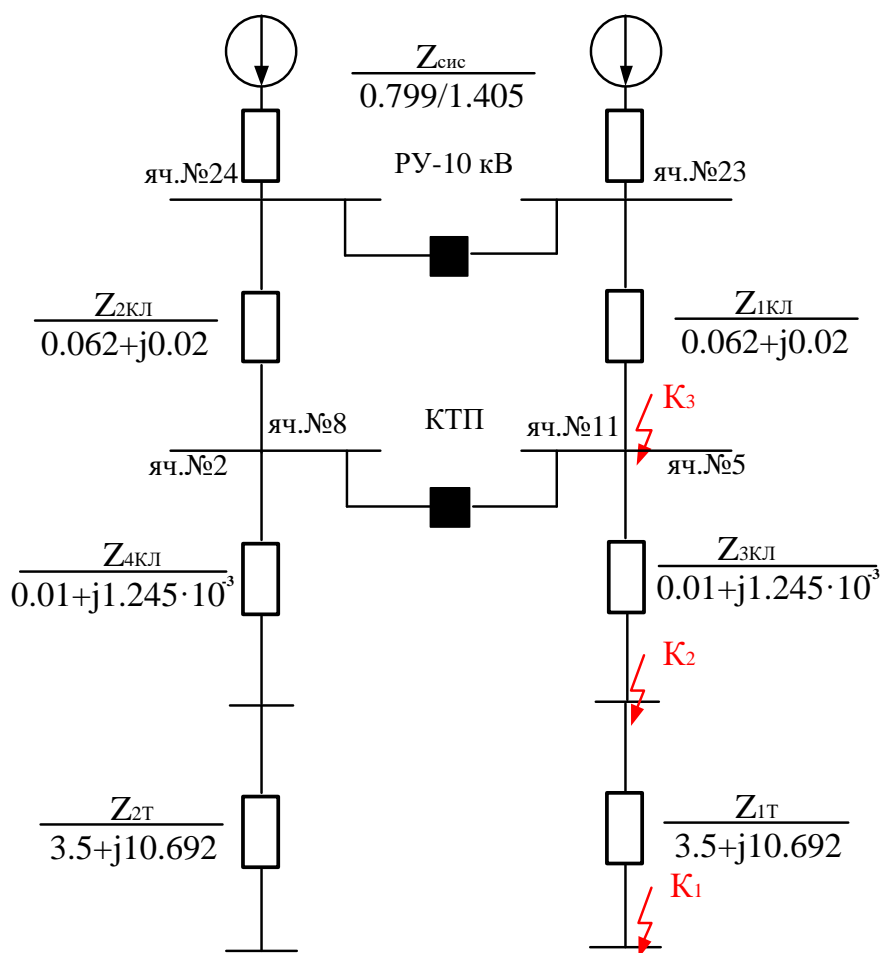 Zсис
0.799/1.405
яч.№24
РУ-10 кВ
яч.№23
Z2КЛ
0.062+j0.02
Z1КЛ
0.062+j0.02
K3
яч.№8
КТП
яч.№11
яч.№2
яч.№5
Z4КЛ
0.01+j1.245·10-3
Z3КЛ
0.01+j1.245·10-3
K2
Z2Т
3.5+j10.692
Z1Т
3.5+j10.692
K1